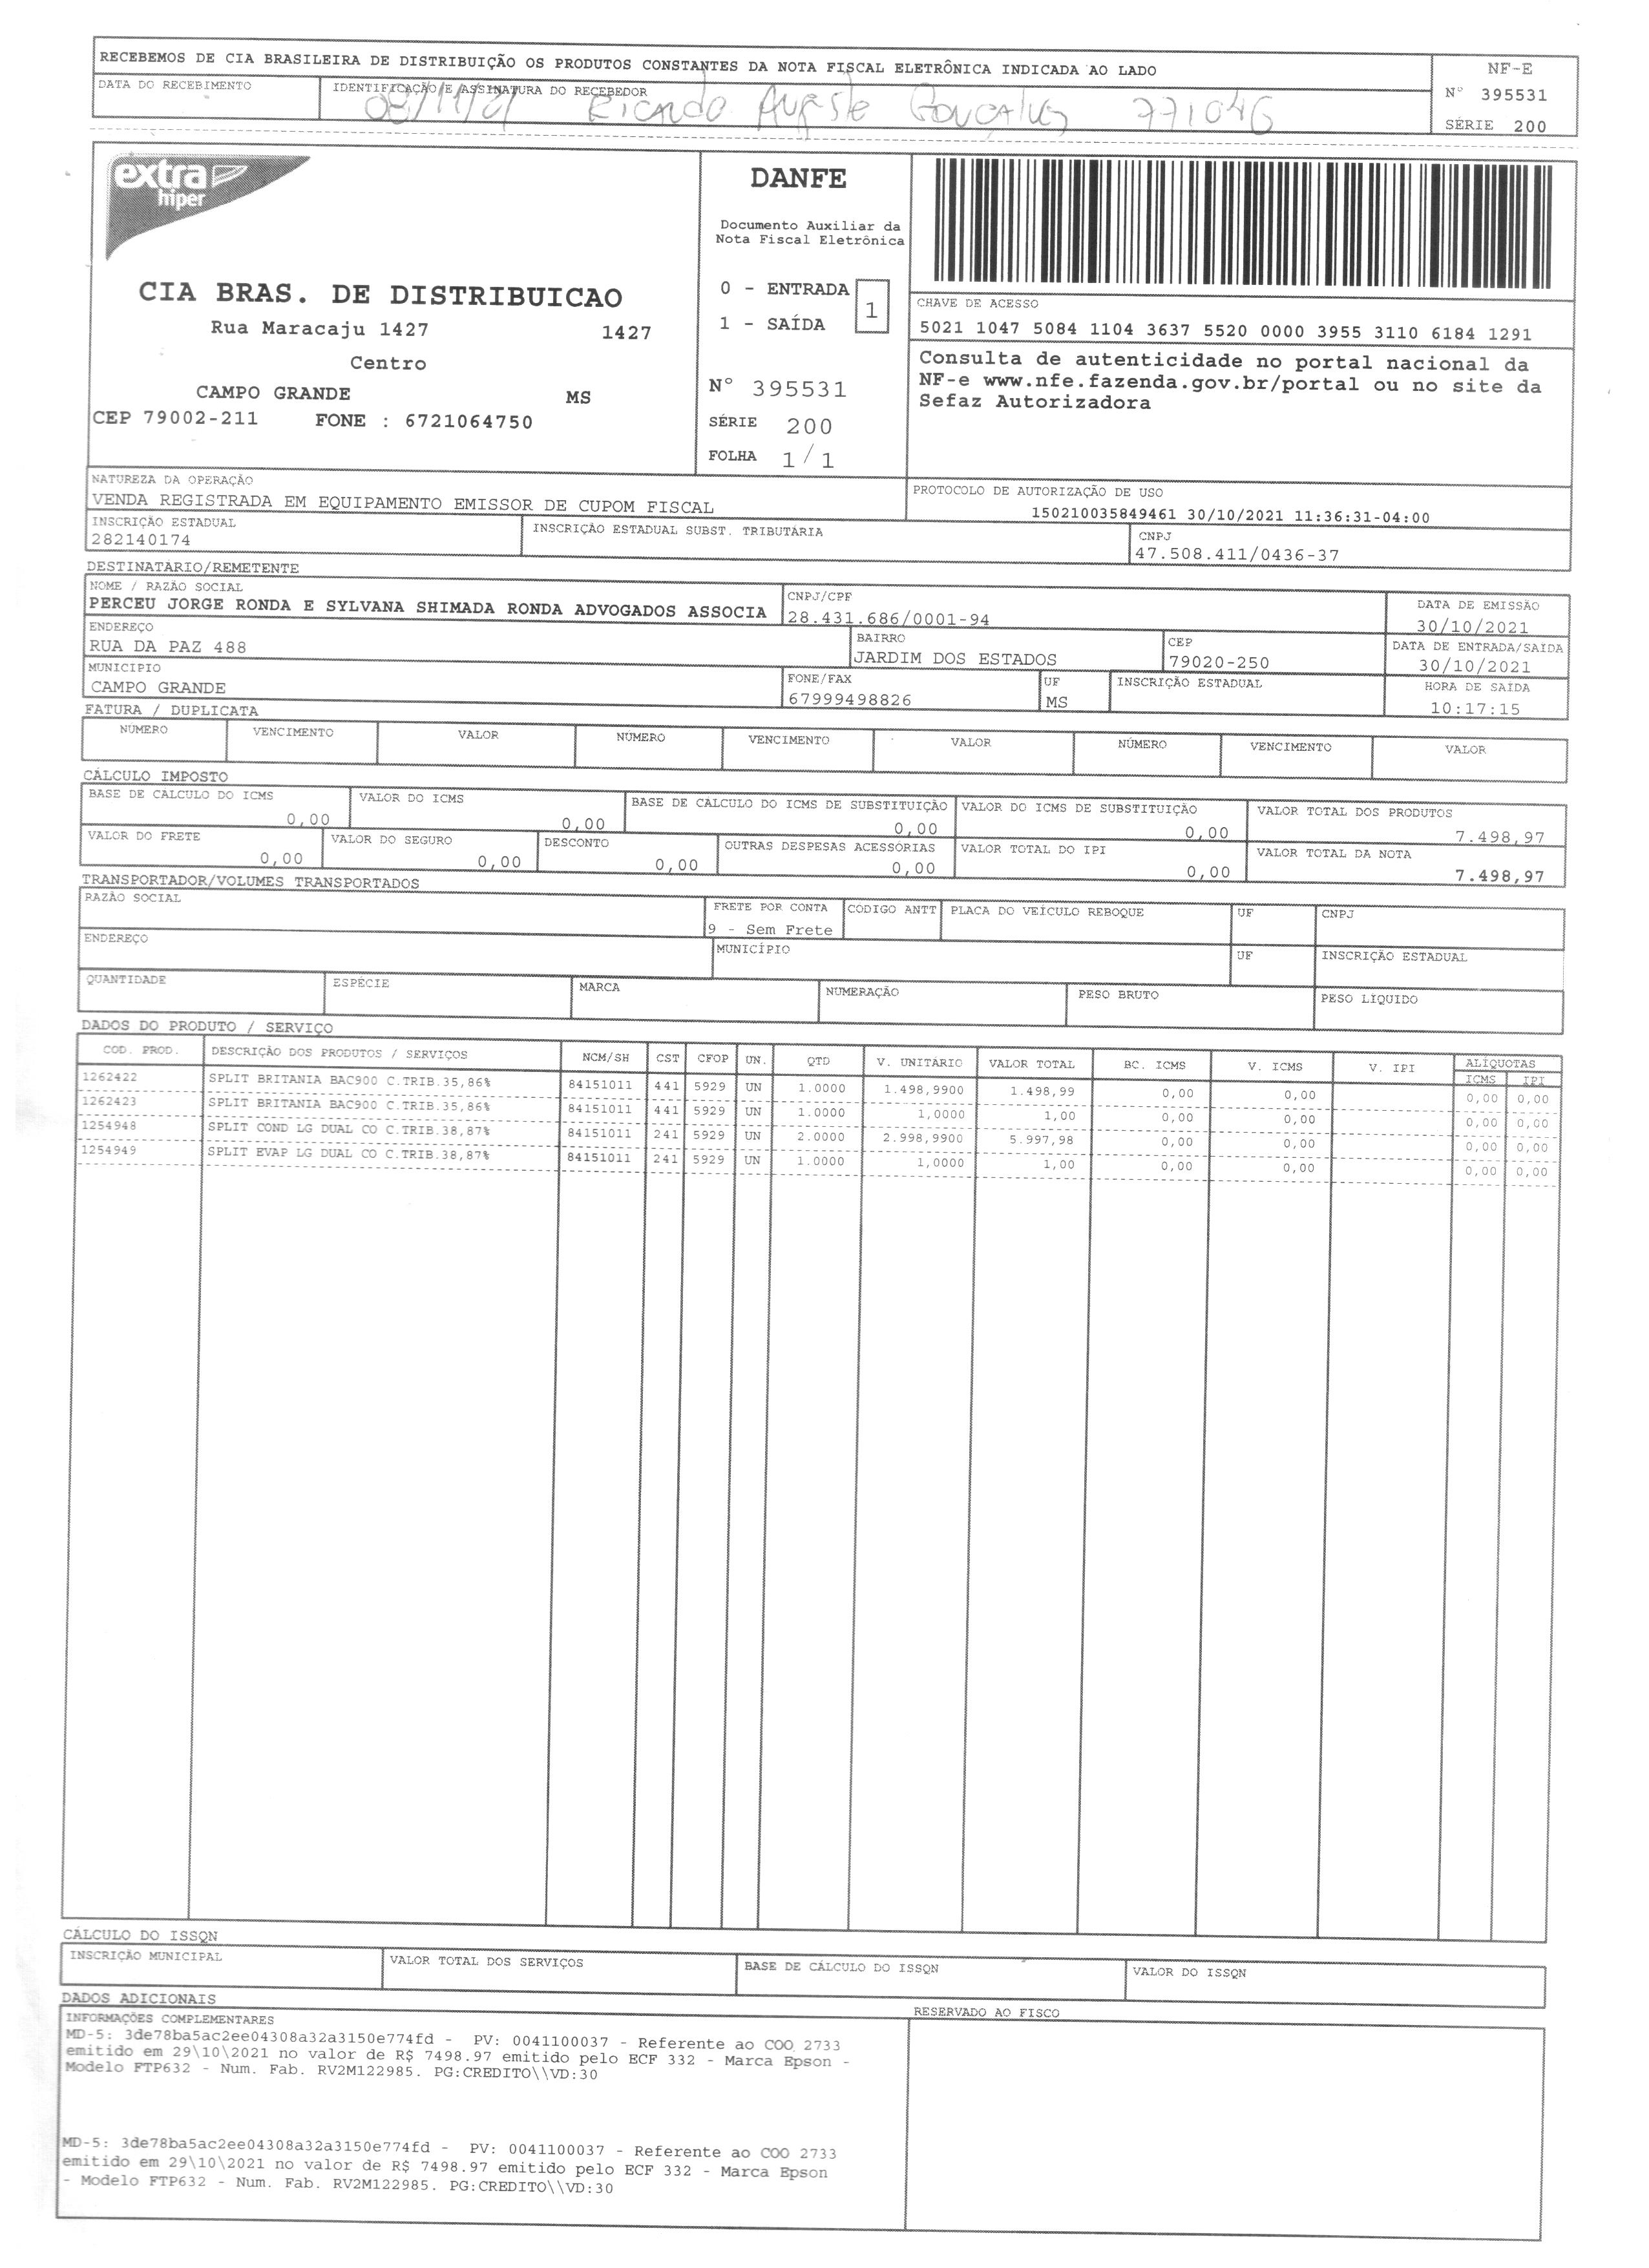 RECEBEMOS DE CIA BRASILEIRA DE DISTRIBUIÇÃO OS PRODUTOS CONSTANTES DA NOTA FISCAL ELETRÔNICA INDICADA AO LADO
NF-E
Nº 395531
SÉRIE 200
DATA DO RECEBIMENTO
IDENTIFICAÇÃO E ASSINATURA DO RECEBEDOR
Ricardo Gonçalves 771046
extra
hiper
CIA BRAS. DE DISTRIBUICAO
Rua Maracaju 1427 1427
Centro
CAMPO GRANDE MS
CEP 79002-211 FONE : 6721064750
DANFE
Documento Auxiliar da
Nota Fiscal Eletrônica
0 - ENTRADA
1 - SAÍDA
1
Nº 395531
SÉRIE 200
FOLHA 1/1
CHAVE DE ACESSO
5021 1047 5084 1104 3637 5520 0000 3955 3110 6184 1291
Consulta de autenticidade no portal nacional da
NF-e www.nfe.fazenda.gov.br/portal ou no site da
Sefaz Autorizadora
NATUREZA DA OPERAÇÃO
VENDA REGISTRADA EM EQUIPAMENTO EMISSOR DE CUPOM FISCAL
PROTOCOLO DE AUTORIZAÇÃO DE USO
150210035849461 30/10/2021 11:36:31-04:00
INSCRIÇÃO ESTADUAL
282140174
INSCRIÇÃO ESTADUAL SUBST. TRIBUTÁRIA
CNPJ
47.508.411/0436-37
DESTINATÁRIO/REMETENTE
NOME / RAZÃO SOCIAL
PERCEU JORGE RONDA E SYLVANA SHIMADA RONDA ADVOGADOS ASSOCIA
CNPJ/CPF
28.431.686/0001-94
DATA DE EMISSÃO
30/10/2021
ENDEREÇO
RUA DA PAZ 488
BAIRRO
JARDIM DOS ESTADOS
CEP
79020-250
DATA DE ENTRADA/SAÍDA
30/10/2021
MUNICIPIO
CAMPO GRANDE
FONE/FAX
67999498826
UF
MS
INSCRIÇÃO ESTADUAL
HORA DE SAÍDA
10:17:15
FATURA / DUPLICATA
NÚMERO VENCIMENTO VALOR NÚMERO VENCIMENTO VALOR NÚMERO VENCIMENTO VALOR
CÁLCULO IMPOSTO
BASE DE CÁLCULO DO ICMS
0,00
VALOR DO ICMS
0,00
BASE DE CÁLCULO DO ICMS DE SUBSTITUIÇÃO
0,00
VALOR DO ICMS DE SUBSTITUIÇÃO
0,00
VALOR TOTAL DOS PRODUTOS
7.498,97
VALOR DO FRETE
0,00
VALOR DO SEGURO
0,00
DESCONTO
0,00
OUTRAS DESPESAS ACESSÓRIAS
0,00
VALOR TOTAL DO IPI
0,00
VALOR TOTAL DA NOTA
7.498,97
TRANSPORTADOR/VOLUMES TRANSPORTADOS
RAZÃO SOCIAL
FRETE POR CONTA
9 - Sem Frete
CÓDIGO ANTT
PLACA DO VEÍCULO REBOQUE
UF
CNPJ
ENDEREÇO
MUNICÍPIO
UF
INSCRIÇÃO ESTADUAL
QUANTIDADE
ESPÉCIE
MARCA
NUMERAÇÃO
PESO BRUTO
PESO LIQUIDO
DADOS DO PRODUTO / SERVIÇO
COD. PROD. DESCRIÇÃO DOS PRODUTOS / SERVIÇOS NCM/SH CST CFOP UN. QTD V. UNITÁRIO VALOR TOTAL BC. ICMS V. ICMS V. IPI ALÍQUOTAS
ICMS IPI
1262422 SPLIT BRITANIA BAC900 C.TRIB.35,86% 84151011 441 5929 UN 1.0000 1.498,9900 1.498,99 0,00 0,00 0,00 0,00
1262423 SPLIT BRITANIA BAC900 C.TRIB.35,86% 84151011 441 5929 UN 1.0000 1,0000 1,00 0,00 0,00 0,00 0,00
1254948 SPLIT COND LG DUAL CO C.TRIB.38,87% 84151011 241 5929 UN 2.0000 2.998,9900 5.997,98 0,00 0,00 0,00 0,00
1254949 SPLIT EVAP LG DUAL CO C.TRIB.38,87% 84151011 241 5929 UN 1.0000 1,0000 1,00 0,00 0,00 0,00 0,00
CÁLCULO DO ISSQN
INSCRIÇÃO MUNICIPAL
VALOR TOTAL DOS SERVIÇOS
BASE DE CÁLCULO DO ISSQN
VALOR DO ISSQN
DADOS ADICIONAIS
INFORMAÇÕES COMPLEMENTARES
RESERVADO AO FISCO
MD-5: 3de78ba5ac2ee04308a32a3150e774fd - PV: 0041100037 - Referente ao COO 2733
emitido em 29\10\2021 no valor de R$ 7498.97 emitido pelo ECF 332 - Marca Epson -
Modelo FTP632 - Num. Fab. RV2M122985. PG:CREDITO\\VD:30
MD-5: 3de78ba5ac2ee04308a32a3150e774fd - PV: 0041100037 - Referente ao COO 2733
emitido em 29\10\2021 no valor de R$ 7498.97 emitido pelo ECF 332 - Marca Epson
- Modelo FTP632 - Num. Fab. RV2M122985. PG:CREDITO\\VD:30